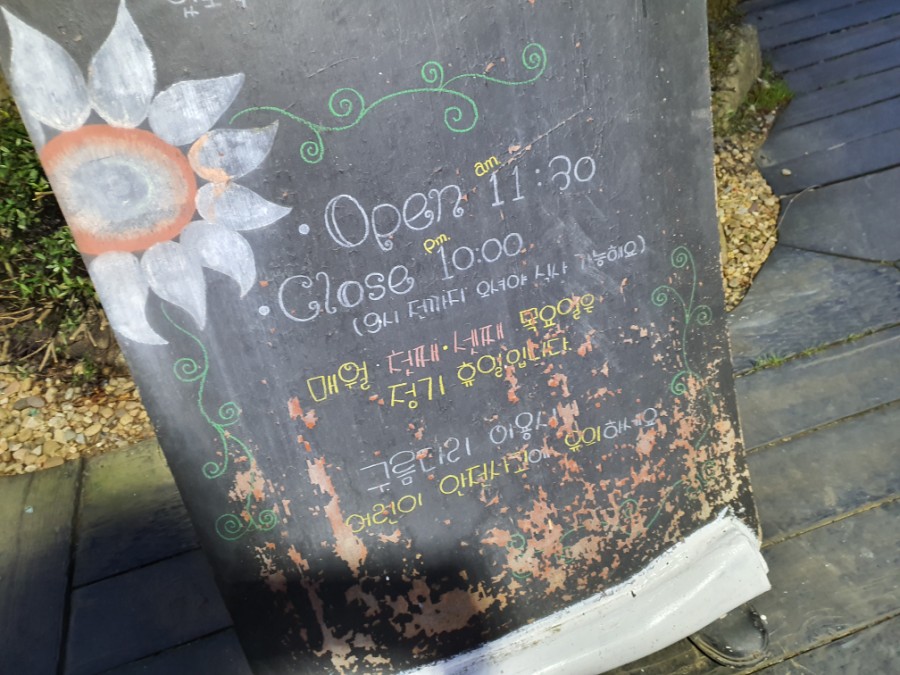 · Open am 11:30
· Close pm. 10:00
(9시 전까지 오셔야 식사 가능해요)
매월 첫째·셋째 목요일은
정기 휴일입니다
구름다리 이용시
어린이 안전사고에 유의하세요